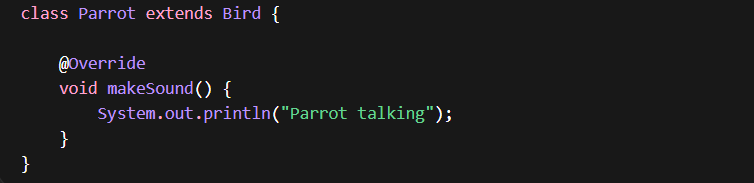 class Parrot extends Bird {
@Override
void makeSound() {
System.out.println("Parrot talking");
}
}